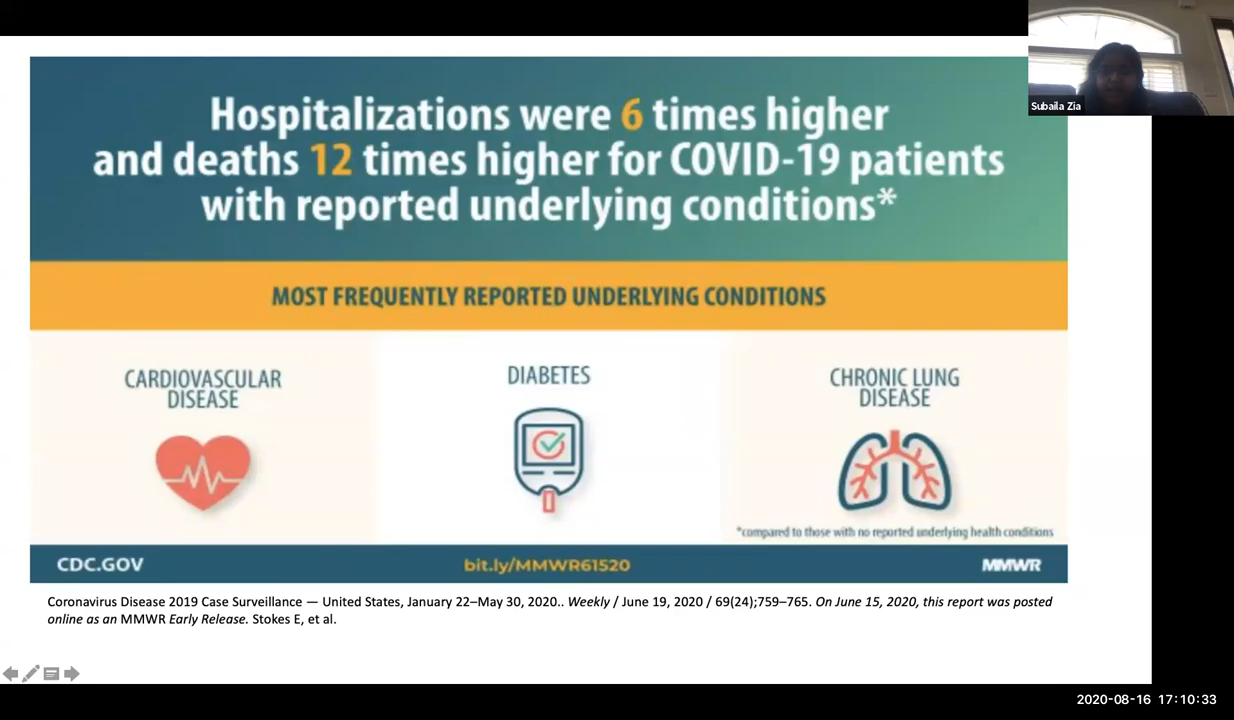 Hospitalizations were 6 times higher
and deaths 12 times higher for COVID-19 patients
with reported underlying conditions*
Subaila Zia
MOST FREQUENTLY REPORTED UNDERLYING CONDITIONS
CARDIOVASCULAR
DISEASE
DIABETES
CHRONIC LUNG
DISEASE
*compared to those with no reported underlying health conditions
CDC.GOV
bit.ly/MMWR61520
MMWR
Coronavirus Disease 2019 Case Surveillance — United States, January 22–May 30, 2020.. Weekly / June 19, 2020 / 69(24);759–765. On June 15, 2020, this report was posted
online as an MMWR Early Release. Stokes E, et al.
2020-08-16 17:10:33